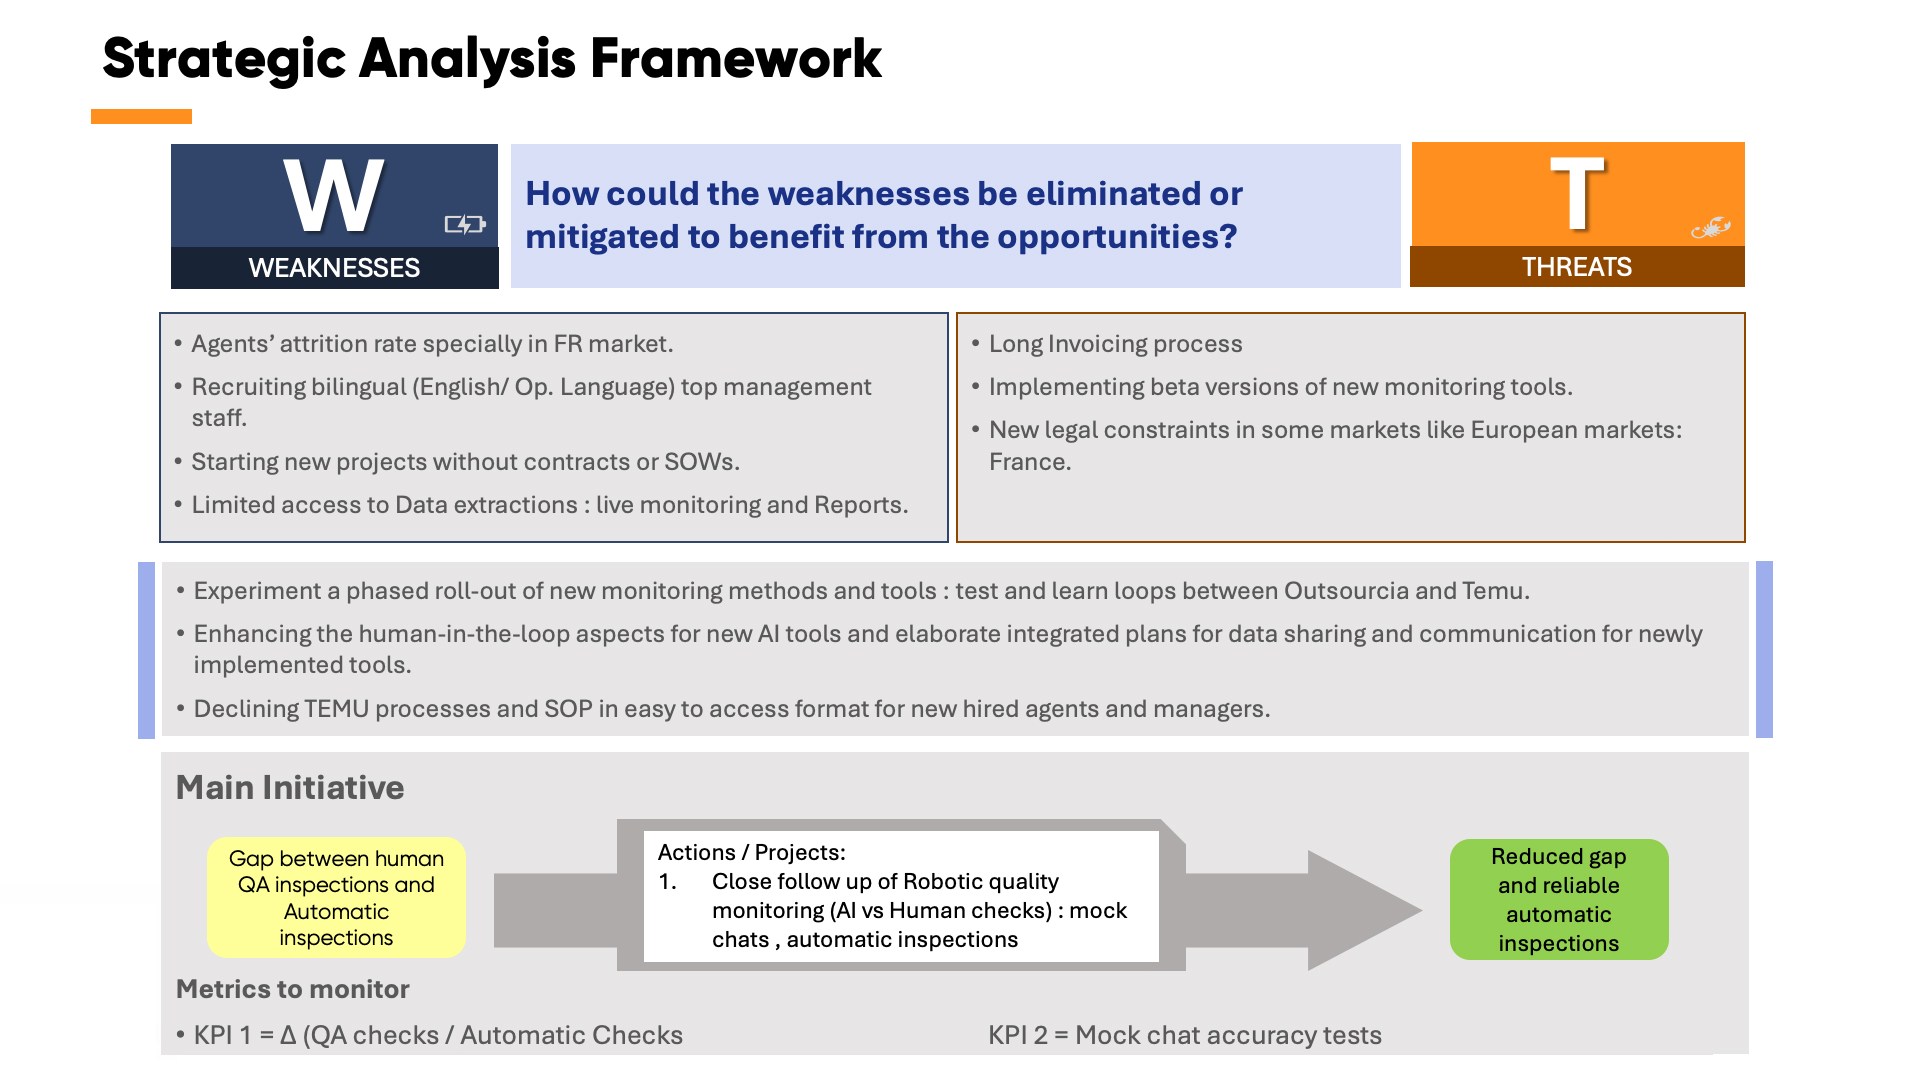 Strategic Analysis Framework
W
WEAKNESSES
How could the weaknesses be eliminated or
mitigated to benefit from the opportunities?
T
THREATS
• Agents’ attrition rate specially in FR market.
• Recruiting bilingual (English/ Op. Language) top management
staff.
• Starting new projects without contracts or SOWs.
• Limited access to Data extractions : live monitoring and Reports.
• Long Invoicing process
• Implementing beta versions of new monitoring tools.
• New legal constraints in some markets like European markets:
France.
• Experiment a phased roll-out of new monitoring methods and tools : test and learn loops between Outsourcia and Temu.
• Enhancing the human-in-the-loop aspects for new AI tools and elaborate integrated plans for data sharing and communication for newly
implemented tools.
• Declining TEMU processes and SOP in easy to access format for new hired agents and managers.
Main Initiative
Gap between human
QA inspections and
Automatic
inspections
Actions / Projects:
1. Close follow up of Robotic quality
monitoring (AI vs Human checks) : mock
chats , automatic inspections
Reduced gap
and reliable
automatic
inspections
Metrics to monitor
• KPI 1 = Δ (QA checks / Automatic Checks
KPI 2 = Mock chat accuracy tests